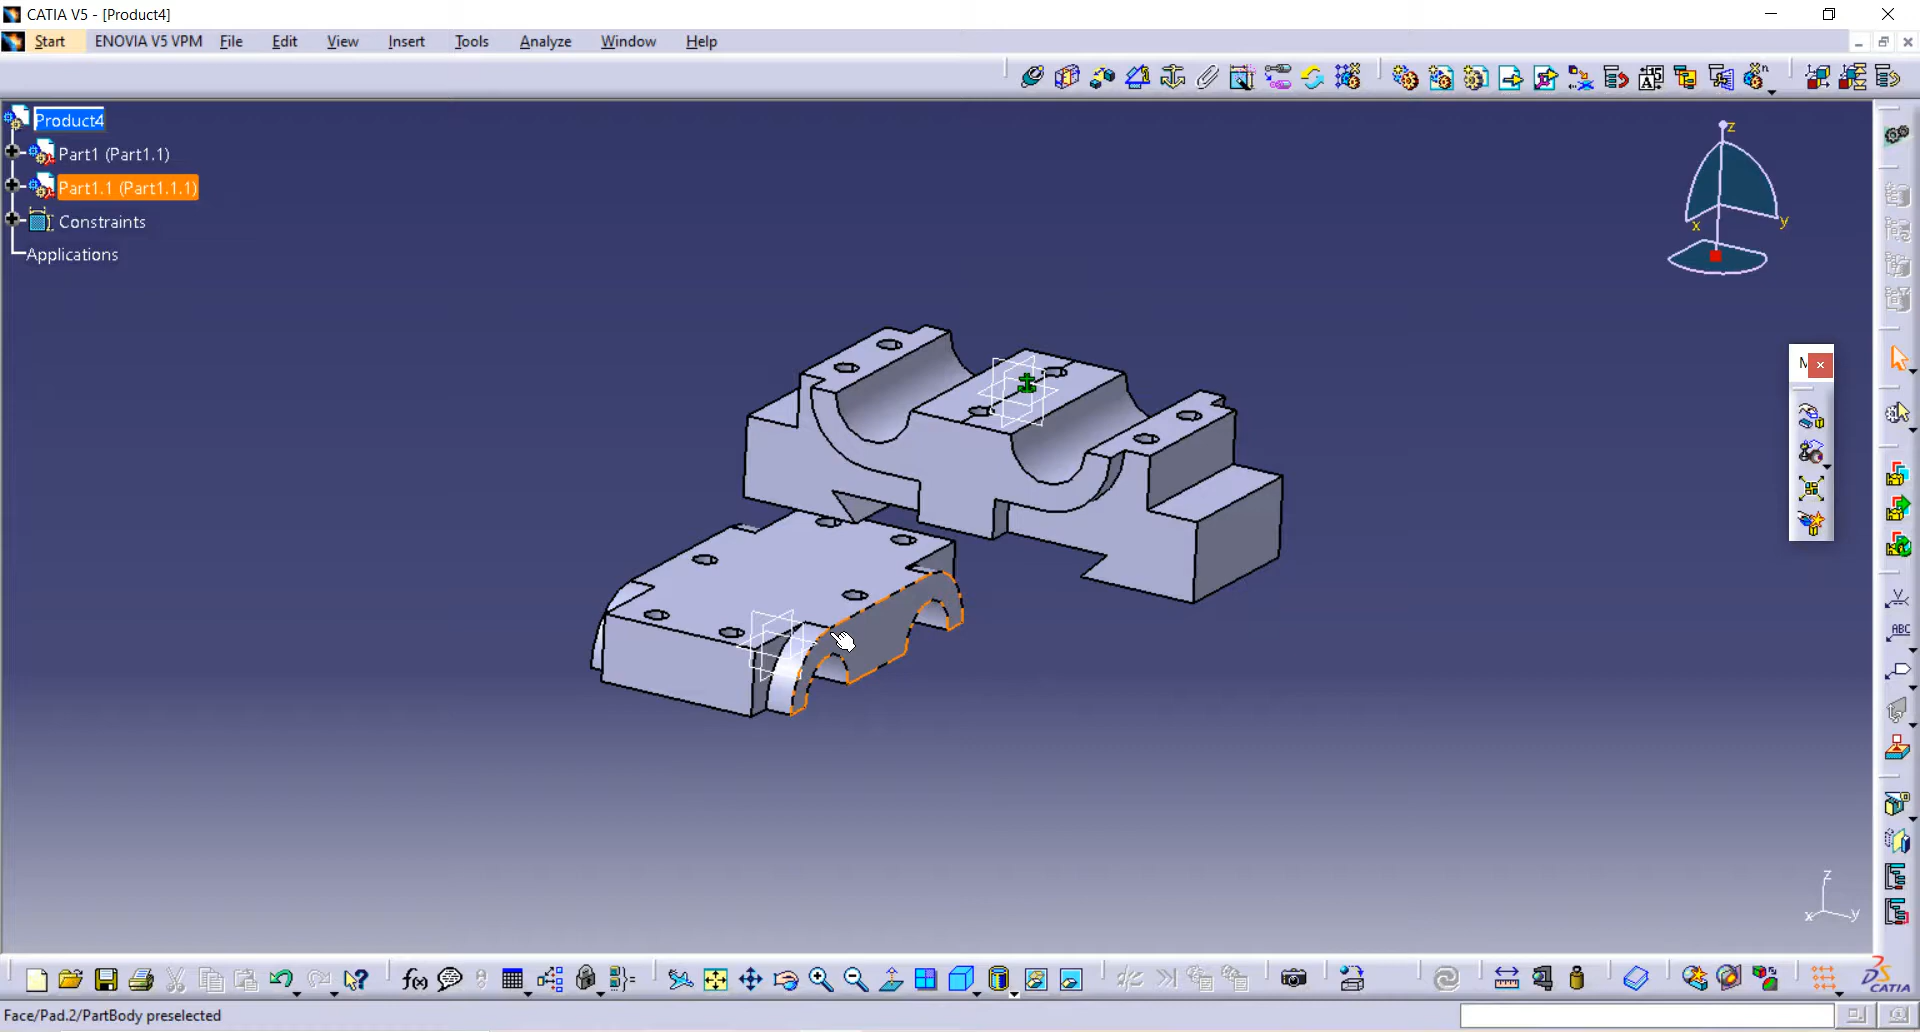 CATIA V5 - [Product4]
Start ENOVIA V5 VPM File Edit View Insert Tools Analyze Window Help
Product4
Part1 (Part1.1)
Part1.1 (Part1.1.1)
Constraints
Applications
z
x
y
M
ABC
z
x
y
f(x)
CATIA
Face/Pad.2/PartBody preselected